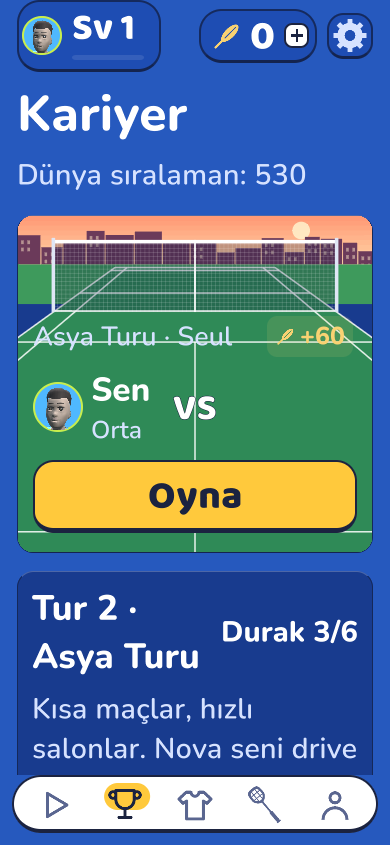 Sv 1
0
Kariyer
Dünya sıralaman: 530
Asya Turu · Seul
+60
Sen
Orta
VS
Oyna
Tur 2 ·
Asya Turu
Durak 3/6
Kısa maçlar, hızlı
salonlar. Nova seni drive